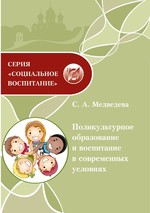 СЕРИЯ
«СОЦИАЛЬНОЕ
ВОСПИТАНИЕ»
С. А. Медведева
Поликультурное
образование
и воспитание
в современных
условиях